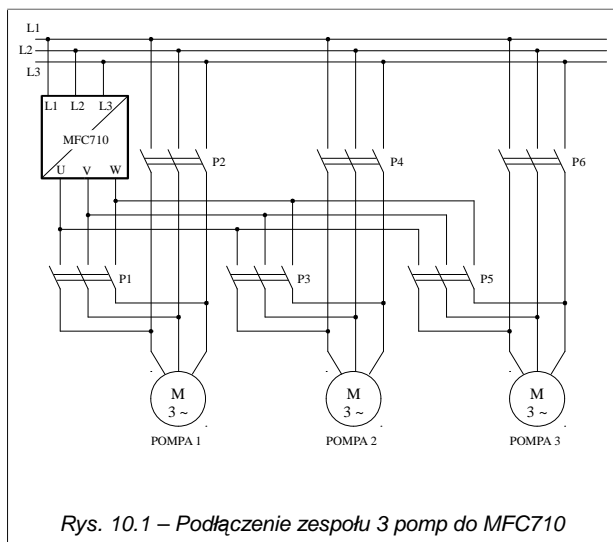 L1
L2
L3
L1 L2 L3
MFC710
U V W
P2
P4
P6
P1
P3
P5
M
3 ~
M
3 ~
M
3 ~
POMPA 1
POMPA 2
POMPA 3
Rys. 10.1 – Podłączenie zespołu 3 pomp do MFC710